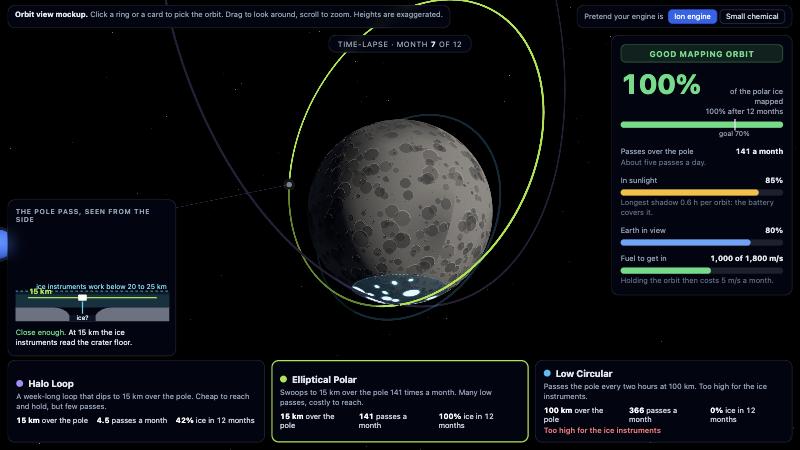 Orbit view mockup. Click a ring or a card to pick the orbit. Drag to look around, scroll to zoom. Heights are exaggerated.
Pretend your engine is Ion engine Small chemical
TIME-LAPSE · MONTH 7 OF 12
GOOD MAPPING ORBIT
100%
of the polar ice
mapped
100% after 12 months
goal 70%
Passes over the pole 141 a month
About five passes a day.
In sunlight 85%
Longest shadow 0.6 h per orbit: the battery
covers it.
Earth in view 80%
Fuel to get in 1,000 of 1,800 m/s
Holding the orbit then costs 5 m/s a month.
THE POLE PASS, SEEN FROM THE
SIDE
ice instruments work below 20 to 25 km
15 km
ice?
Close enough. At 15 km the ice
instruments read the crater floor.
Halo Loop
A week-long loop that dips to 15 km over the pole. Cheap to reach
and hold, but few passes.
15 km over the pole 4.5 passes a month 42% ice in 12 months
Elliptical Polar
Swoops to 15 km over the pole 141 times a month. Many low
passes, costly to reach.
15 km over the pole
141 passes a month
100% ice in 12 months
Low Circular
Passes the pole every two hours at 100 km. Too high for the ice
instruments.
100 km over the pole
366 passes a month
0% ice in 12 months
Too high for the ice instruments